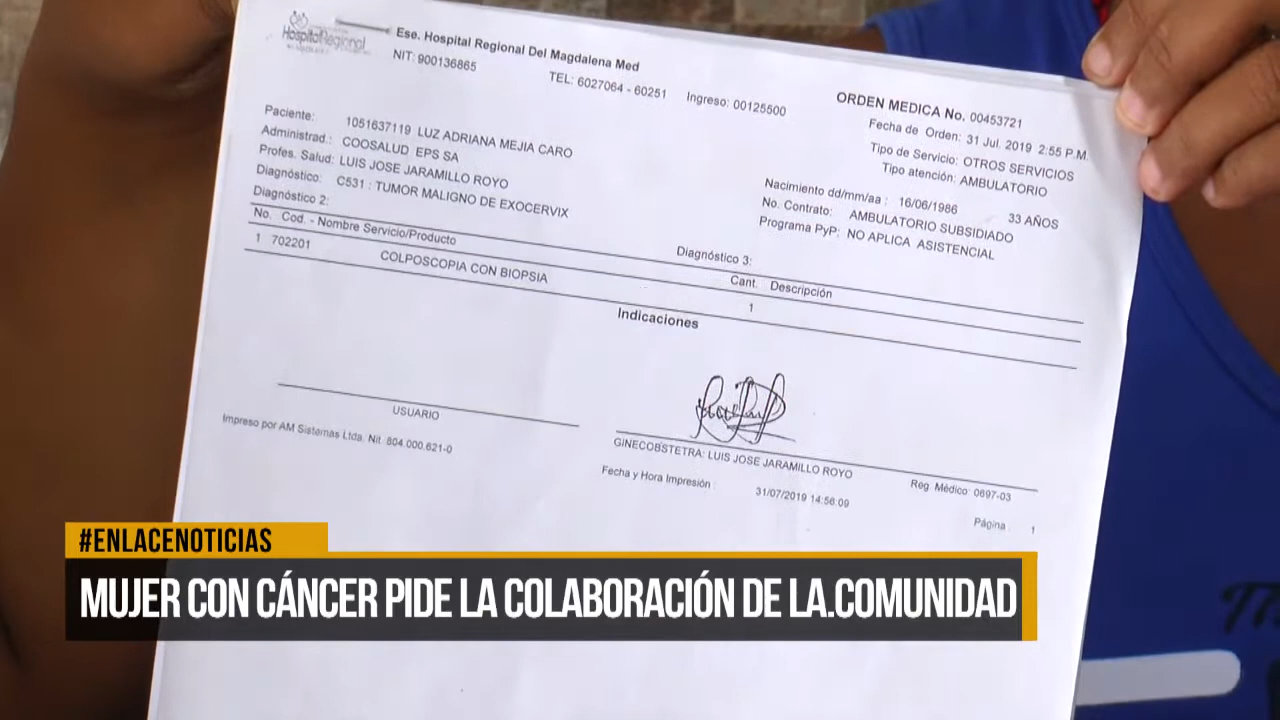 HospitalRegional
Ese. Hospital Regional Del Magdalena Med
NIT: 900136865
TEL: 6027064 - 60251 Ingreso: 00125500
ORDEN MEDICA No. 00453721
Fecha de Orden: 31 Jul. 2019 2:55 P.M.
Tipo de Servicio: OTROS SERVICIOS
Tipo atención: AMBULATORIO
Paciente: 1051637119 LUZ ADRIANA MEJIA CARO
Administrad.: COOSALUD EPS SA
Profes. Salud: LUIS JOSE JARAMILLO ROYO
Diagnóstico: C531 : TUMOR MALIGNO DE EXOCERVIX
Diagnóstico 2:
Nacimiento dd/mm/aa : 16/06/1986 33 AÑOS
No. Contrato: AMBULATORIO SUBSIDIADO
Programa PyP: NO APLICA ASISTENCIAL
Diagnóstico 3:
No. Cod. - Nombre Servicio/Producto Cant. Descripción
1 702201 COLPOSCOPIA CON BIOPSIA 1
Indicaciones
USUARIO
Impreso por AM Sistemas Ltda. Nit. 804.000.621-0
GINECOBSTETRA: LUIS JOSE JARAMILLO ROYO
Reg. Médico: 0697-03
Fecha y Hora Impresión : 31/07/2019 14:56:09
Página : 1
#ENLACENOTICIAS
MUJER CON CÁNCER PIDE LA COLABORACIÓN DE LA.COMUNIDAD